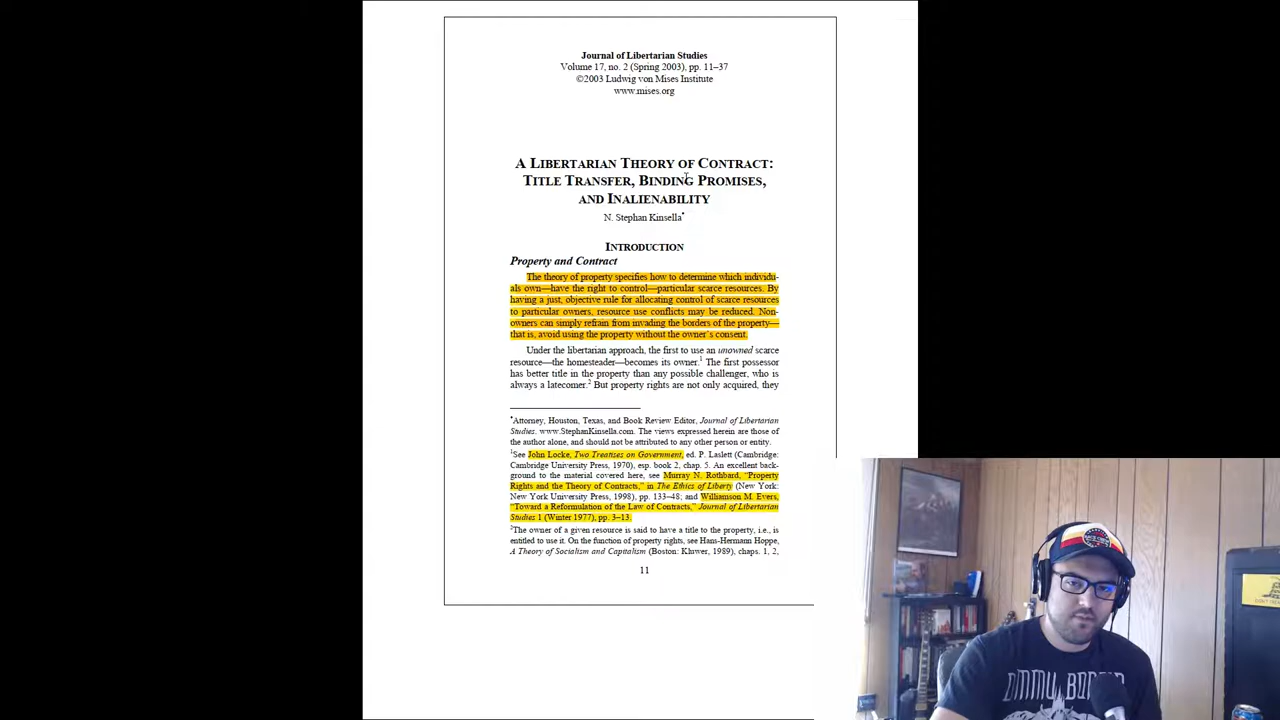 Journal of Libertarian Studies
Volume 17, no. 2 (Spring 2003), pp. 11–37
©2003 Ludwig von Mises Institute
www.mises.org
A LIBERTARIAN THEORY OF CONTRACT:
TITLE TRANSFER, BINDING PROMISES,
AND INALIENABILITY
N. Stephan Kinsella*
INTRODUCTION
Property and Contract
The theory of property specifies how to determine which individu-
als own—have the right to control—particular scarce resources. By
having a just, objective rule for allocating control of scarce resources
to particular owners, resource use conflicts may be reduced. Non-
owners can simply refrain from invading the borders of the property—
that is, avoid using the property without the owner's consent.
Under the libertarian approach, the first to use an unowned scarce
resource—the homesteader—becomes its owner.1 The first possessor
has better title in the property than any possible challenger, who is
always a latecomer.2 But property rights are not only acquired, they
*Attorney, Houston, Texas, and Book Review Editor, Journal of Libertarian
Studies. www.StephanKinsella.com. The views expressed herein are those of
the author alone, and should not be attributed to any other person or entity.
1See John Locke, Two Treatises on Government, ed. P. Laslett (Cambridge:
Cambridge University Press, 1970), esp. book 2, chap. 5. An excellent back-
ground to the material covered here, see Murray N. Rothbard, “Property
Rights and the Theory of Contracts,” in The Ethics of Liberty (New York:
New York University Press, 1998), pp. 133–48; and Williamson M. Evers,
“Toward a Reformulation of the Law of Contracts,” Journal of Libertarian
Studies 1 (Winter 1977), pp. 3–13.
2The owner of a given resource is said to have a title to the property, i.e., is
entitled to use it. On the function of property rights, see Hans-Hermann Hoppe,
A Theory of Socialism and Capitalism (Boston: Kluwer, 1989), chaps. 1, 2,
11